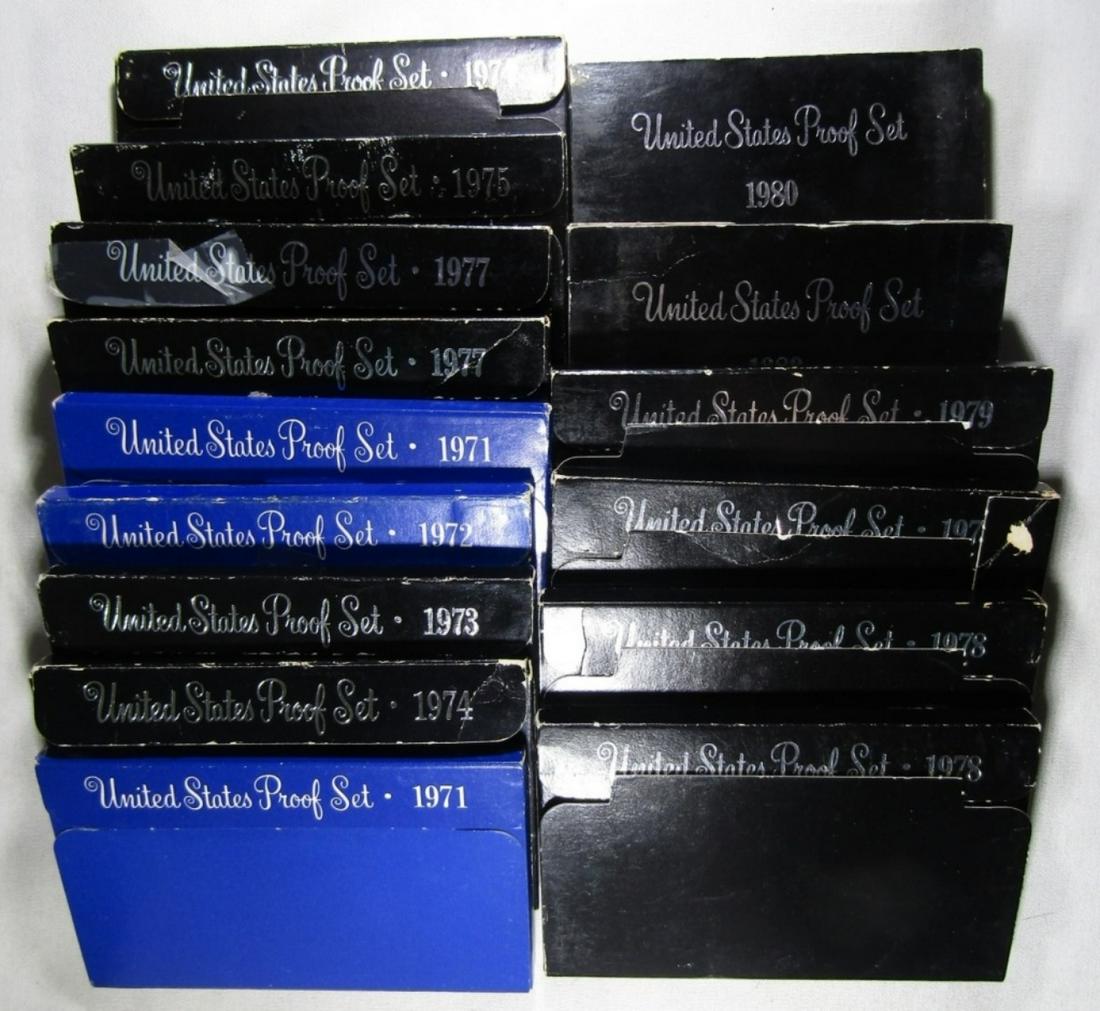 United States Proof Set · 197
United States Proof Set · 1975
United States Proof Set · 1977
United States Proof Set · 1977
United States Proof Set · 1971
United States Proof Set · 1972
United States Proof Set · 1973
United States Proof Set · 1974
United States Proof Set · 1971
United States Proof Set
1980
United States Proof Set
United States Proof Set · 1979
United States Proof Set · 197
United States Proof Set · 1978
United States Proof Set · 1978